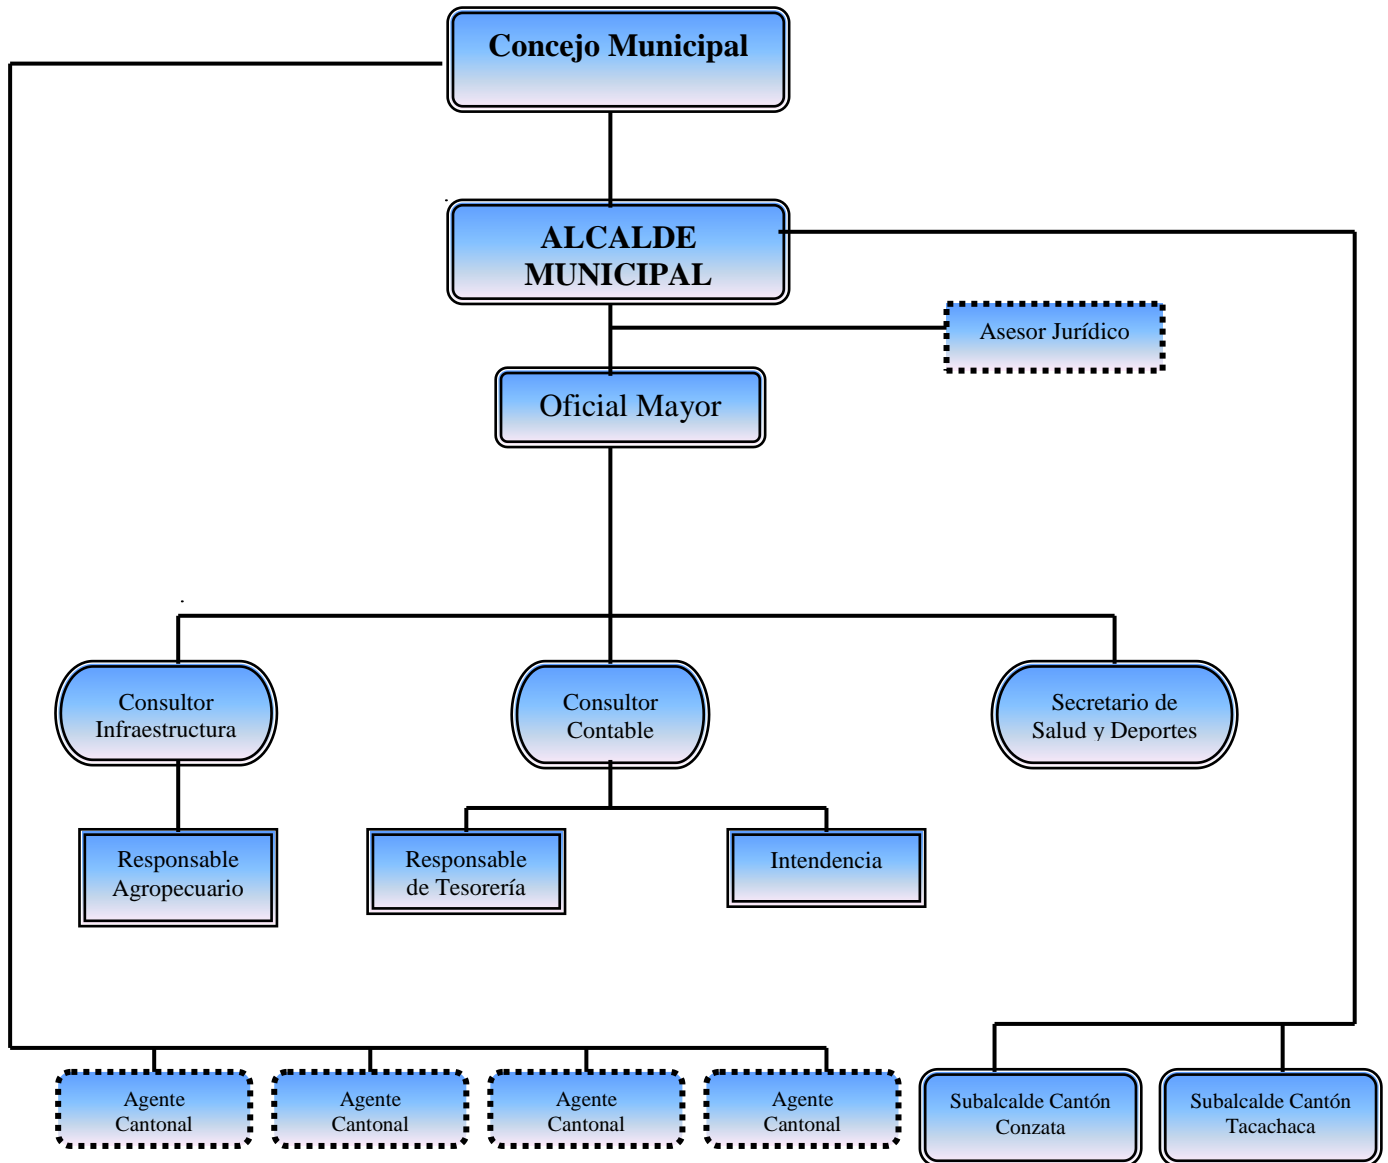 Concejo Municipal
ALCALDE
MUNICIPAL
Asesor Jurídico
Oficial Mayor
Consultor
Infraestructura
Consultor
Contable
Secretario de
Salud y Deportes
Responsable
Agropecuario
Responsable
de Tesorería
Intendencia
Agente
Cantonal
Agente
Cantonal
Agente
Cantonal
Agente
Cantonal
Subalcalde Cantón
Conzata
Subalcalde Cantón
Tacachaca